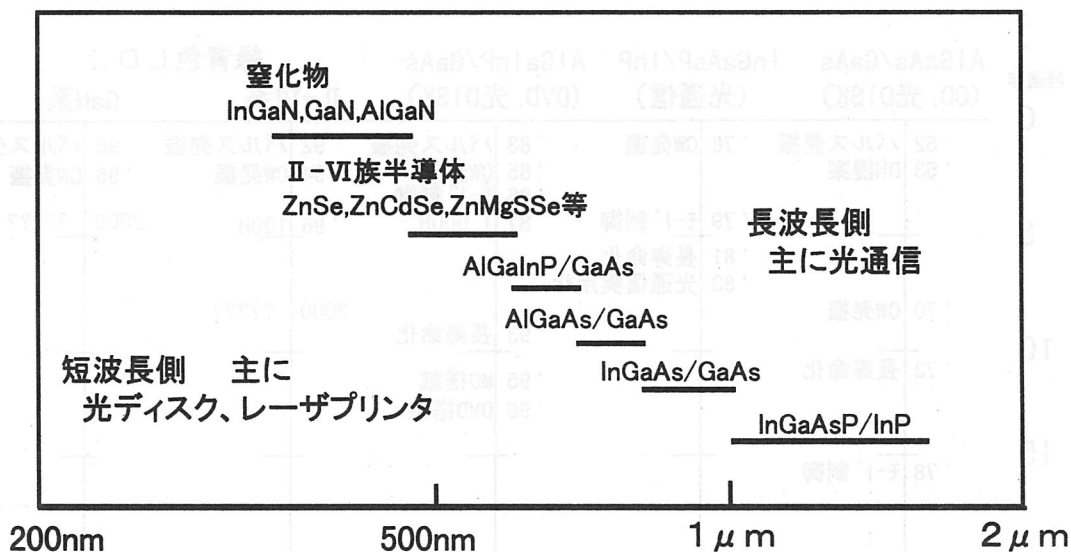 窒化物
InGaN,GaN,AlGaN
Ⅱ-Ⅵ族半導体
ZnSe,ZnCdSe,ZnMgSSe等
AlGaInP/GaAs
長波長側
主に光通信
AlGaAs/GaAs
短波長側 主に
光ディスク、レーザプリンタ
InGaAs/GaAs
InGaAsP/InP
200nm 500nm 1μm 2μm